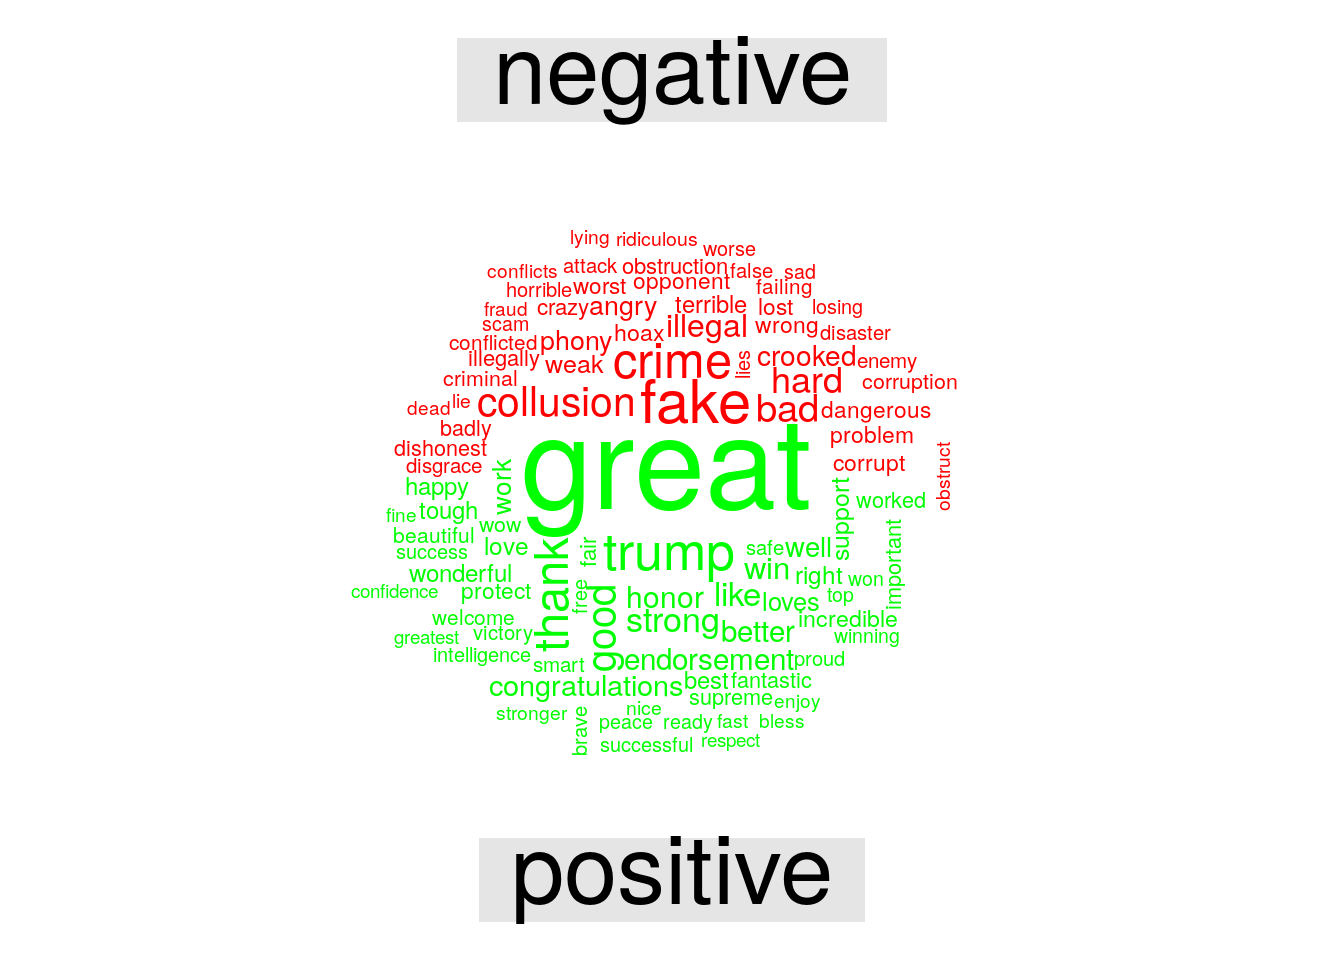 negative
lying ridiculous worse
conflicts attack obstruction false sad
horrible worst opponent failing
fraud crazy angry terrible lost losing
scam hoax illegal wrong disaster
conflicted phony crime lies crooked enemy
illegally weak
criminal fake hard corruption
dead lie collusion bad dangerous
badly problem
dishonest
disgrace corrupt obstruct
happy work great
fine tough support worked
beautiful wow
success love fair trump safe well important
wonderful thank win right won
confidence protect free good honor like loves top
welcome strong incredible
greatest victory better winning
intelligence smart endorsement proud
congratulations best fantastic
supreme enjoy
stronger brave nice
peace ready fast bless
successful respect
positive